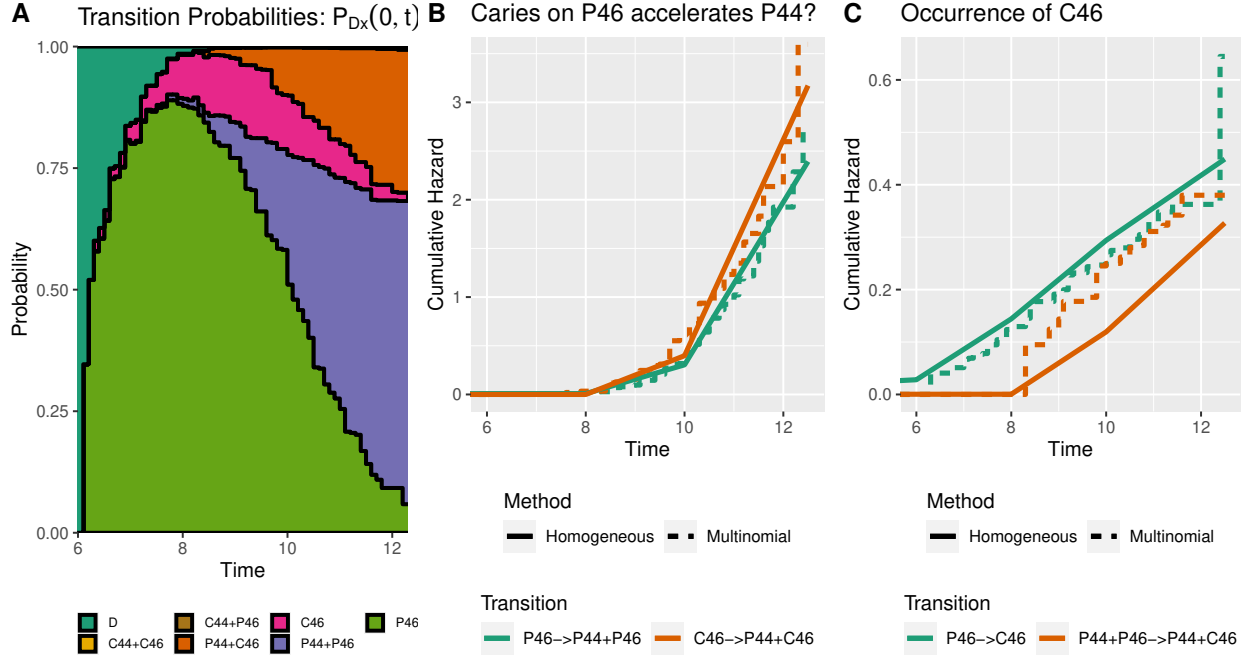 A
Transition Probabilities: P_Dx(0, t)
Probability
1.00
0.75
0.50
0.25
0.00
6
8
10
12
Time
D
C44+P46
C46
P46
C44+C46
P44+C46
P44+P46
B
Caries on P46 accelerates P44?
Cumulative Hazard
3
2
1
0
6
8
10
12
Time
Method
Homogeneous
Multinomial
Transition
P46−>P44+P46
C46−>P44+C46
C
Occurrence of C46
Cumulative Hazard
0.6
0.4
0.2
0.0
6
8
10
12
Time
Method
Homogeneous
Multinomial
Transition
P46−>C46
P44+P46−>P44+C46